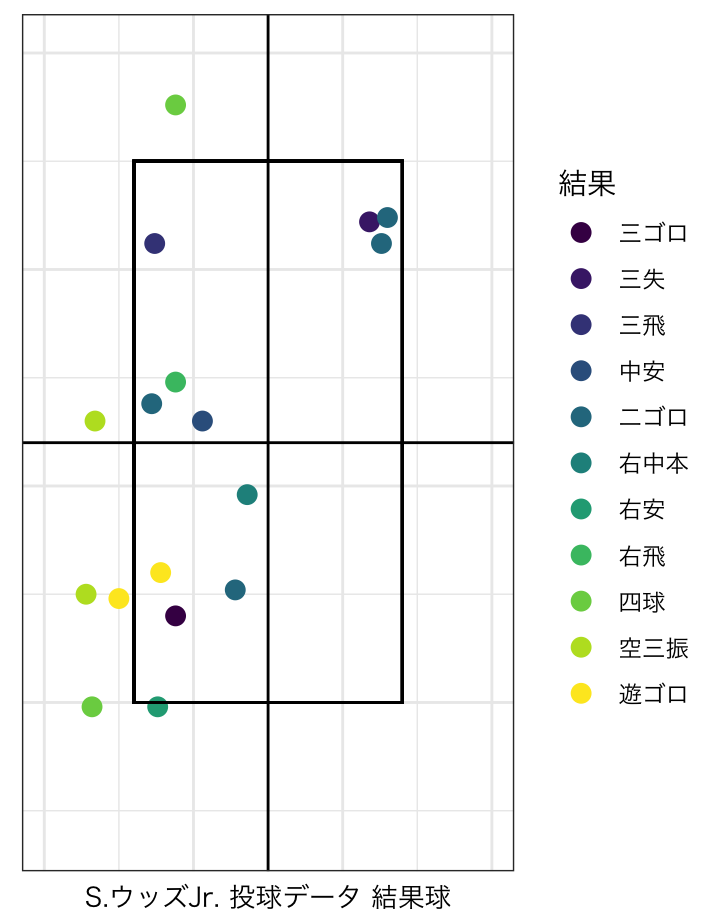 結果
三ゴロ
三失
三飛
中安
二ゴロ
右中本
右安
右飛
四球
空三振
遊ゴロ
S.ウッズJr. 投球データ 結果球